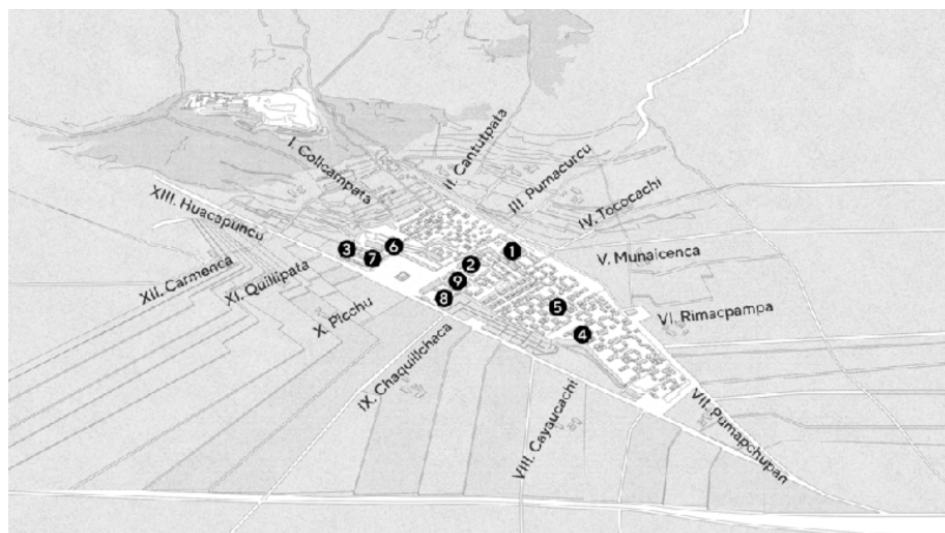 I. Collcampata
II. Cantutpata
III. Pumacurcu
IV. Tococachi
XIII. Huacapuncu
3
7
6
2
1
V. Munaicenca
XII. Carmenca
XI. Quillipata
9
8
5
X. Picchu
VI. Rimacpampa
4
IX. Chaquillchaca
VIII. Cayaucachi
VII. Pumapchupan